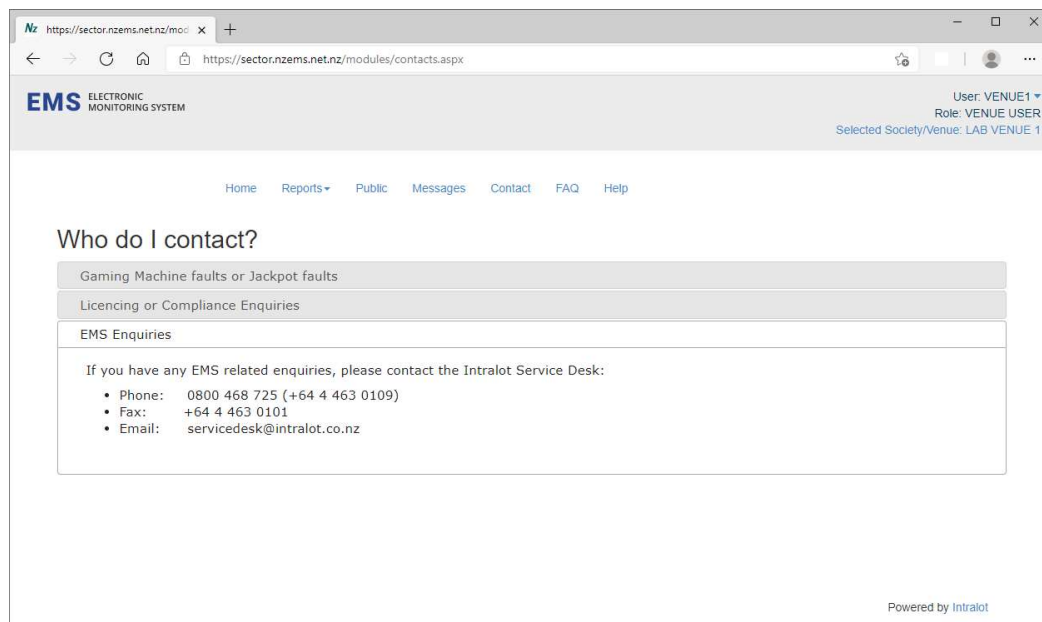 Nz https://sector.nzems.net.nz/mod
https://sector.nzems.net.nz/modules/contacts.aspx
EMS ELECTRONIC
MONITORING SYSTEM
User: VENUE1
Role: VENUE USER
Selected Society/Venue: LAB VENUE 1
Home Reports Public Messages Contact FAQ Help
Who do I contact?
Gaming Machine faults or Jackpot faults
Licencing or Compliance Enquiries
EMS Enquiries
If you have any EMS related enquiries, please contact the Intralot Service Desk:
• Phone: 0800 468 725 (+64 4 463 0109)
• Fax: +64 4 463 0101
• Email: servicedesk@intralot.co.nz
Powered by Intralot